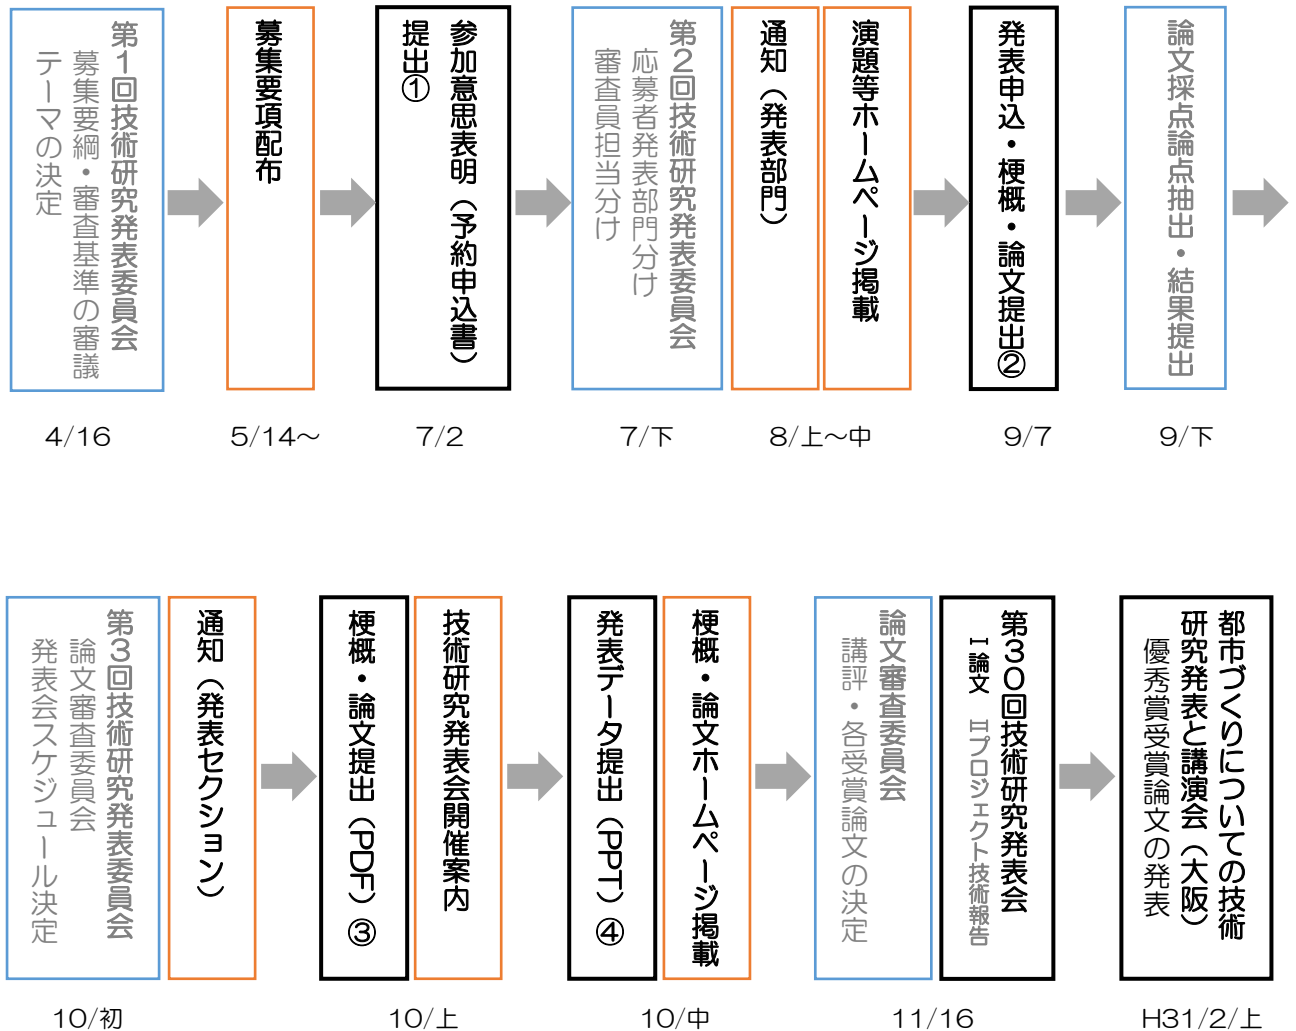 第1回技術研究発表委員会
募集要綱・審査基準の審議
テーマの決定
募集要項配布
参加意思表明（予約申込書）
提出①
第2回技術研究発表委員会
応募者発表部門分け
審査員担当分け
通知（発表部門）
演題等ホームページ掲載
発表申込・梗概・論文提出②
論文採点論点抽出・結果提出
4/16
5/14～
7/2
7/下
8/上～中
9/7
9/下
第3回技術研究発表委員会
論文審査委員会
発表会スケジュール決定
通知（発表セクション）
梗概・論文提出（PDF）③
技術研究発表会開催案内
発表データ提出（PPT）④
梗概・論文ホームページ掲載
論文審査委員会
講評・各受賞論文の決定
第30回技術研究発表会
Ⅰ論文　Ⅱプロジェクト技術報告
都市づくりについての技術
研究発表と講演会（大阪）
優秀賞受賞論文の発表
10/初
10/上
10/中
11/16
H31/2/上